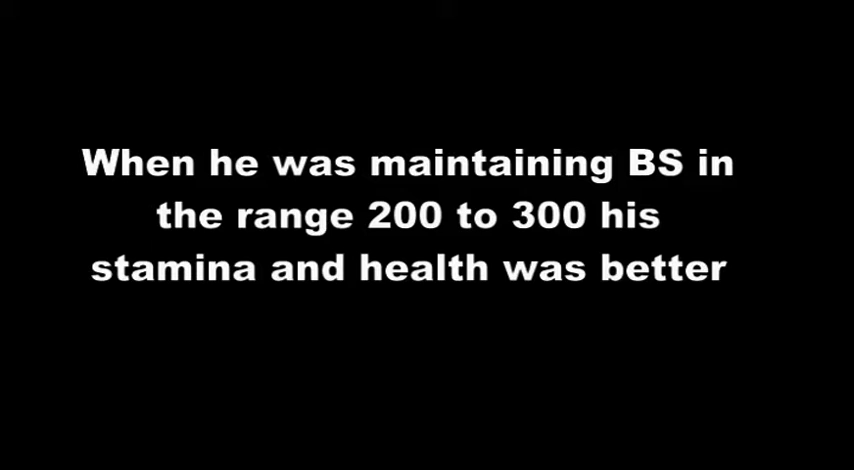 When he was maintaining BS in
the range 200 to 300 his
stamina and health was better